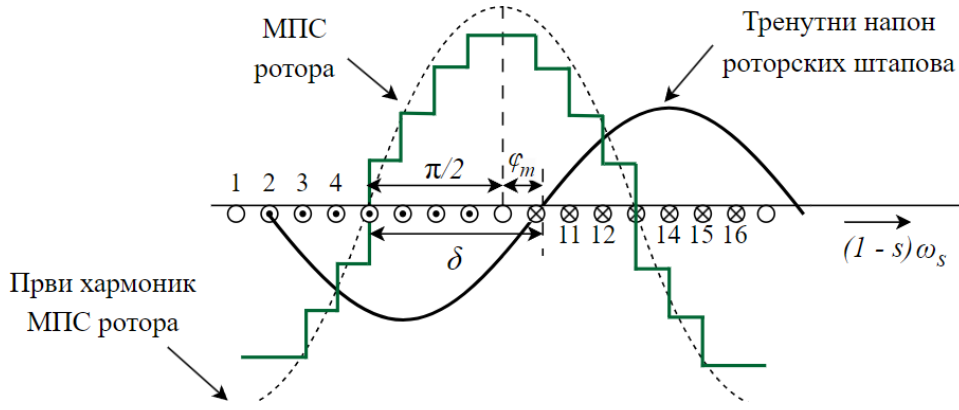 МПС
ротора
Тренутни напон
роторских штапова
π/2
φm
1 2 3 4
11 12 14 15 16
δ
(1 - s)ωs
Први хармоник
МПС ротора